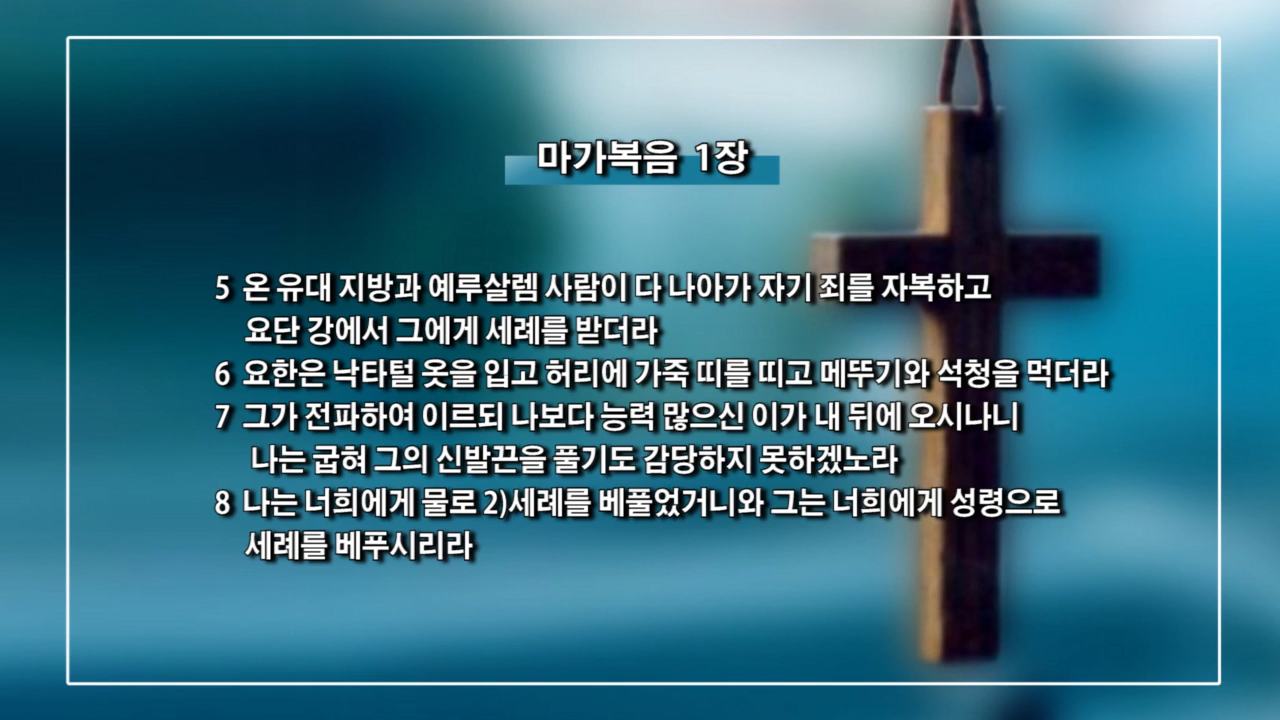 마가복음 1장
5 온 유대 지방과 예루살렘 사람이 다 나아가 자기 죄를 자복하고
요단 강에서 그에게 세례를 받더라
6 요한은 낙타털 옷을 입고 허리에 가죽 띠를 띠고 메뚜기와 석청을 먹더라
7 그가 전파하여 이르되 나보다 능력 많으신 이가 내 뒤에 오시나니
나는 굽혀 그의 신발끈을 풀기도 감당하지 못하겠노라
8 나는 너희에게 물로 2)세례를 베풀었거니와 그는 너희에게 성령으로
세례를 베푸시리라